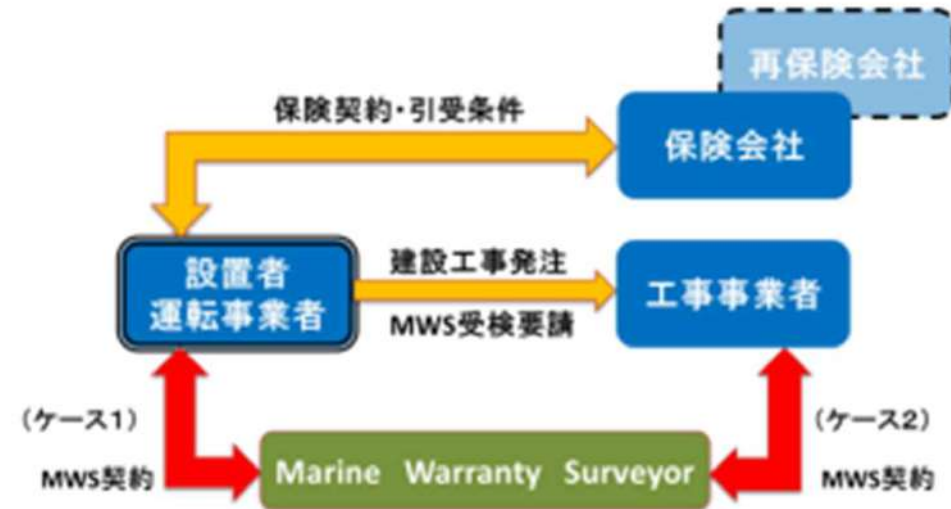 再保険会社
保険契約・引受条件
保険会社
設置者
運転事業者
建設工事発注
MWS受検要請
工事事業者
(ケース1)
MWS契約
Marine Warranty Surveyor
(ケース2)
MWS契約